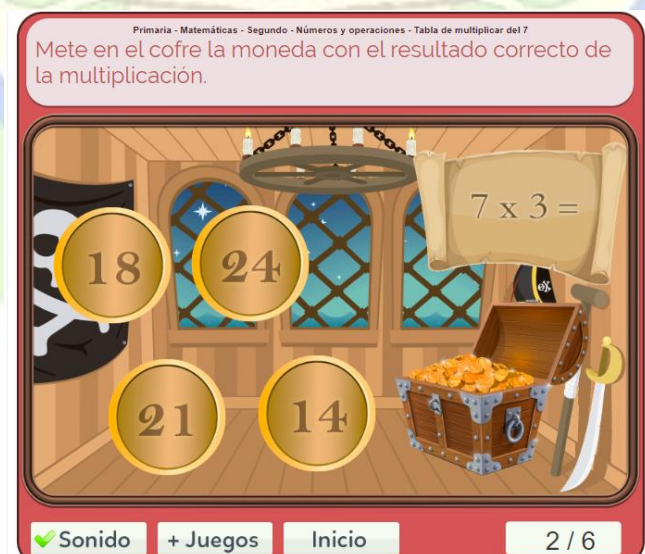 Primaria - Matemáticas - Segundo - Números y operaciones - Tabla de multiplicar del 7
Mete en el cofre la moneda con el resultado correcto de
la multiplicación.
7 x 3 =
18
24
21
14
Sonido
+ Juegos
Inicio
2 / 6